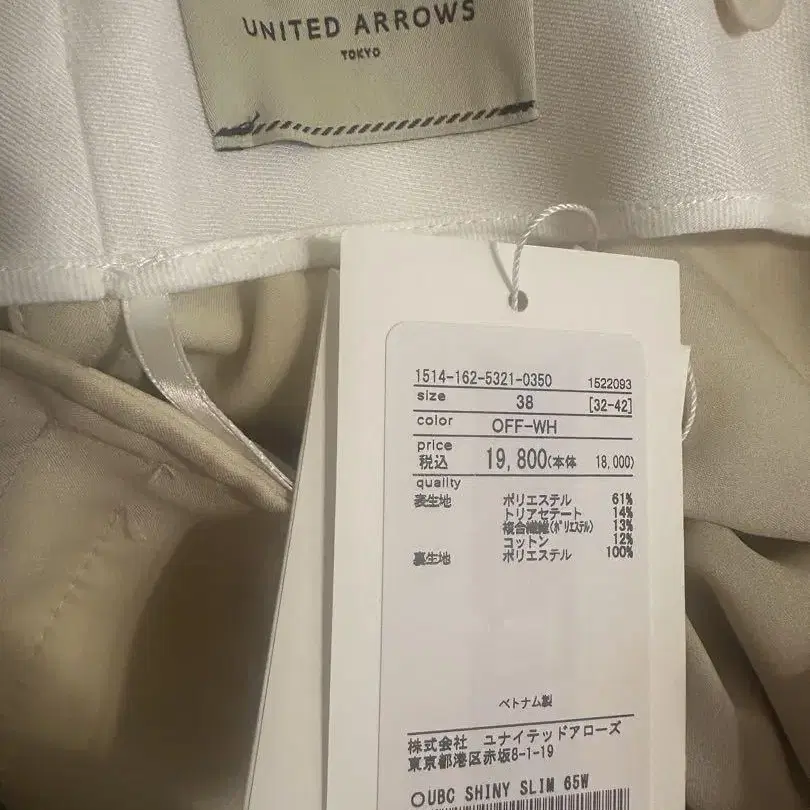 UNITED ARROWS
TOKYO
1514-162-5321-0350 1522093
size 38 [32-42]
color OFF-WH
price
税込 19,800(本体 18,000)
quality
表生地 ポリエステル 61%
トリアセテート 14%
複合繊維(ポリエステル) 13%
コットン 12%
裏生地 ポリエステル 100%
ベトナム製
株式会社 ユナイテッドアローズ
東京都港区赤坂8-1-19
○UBC SHINY SLIM 65W